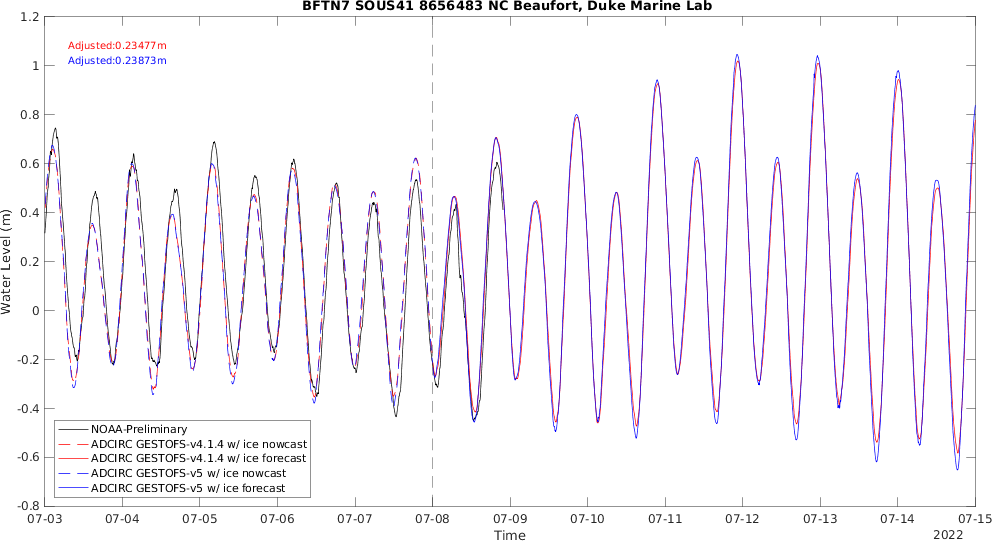 BFTN7 SOUS41 8656483 NC Beaufort, Duke Marine Lab
Adjusted:0.23477m
Adjusted:0.23873m
Water Level (m)
1.2
1
0.8
0.6
0.4
0.2
0
-0.2
-0.4
-0.6
-0.8
NOAA-Preliminary
ADCIRC GESTOFS-v4.1.4 w/ ice nowcast
ADCIRC GESTOFS-v4.1.4 w/ ice forecast
ADCIRC GESTOFS-v5 w/ ice nowcast
ADCIRC GESTOFS-v5 w/ ice forecast
07-03 07-04 07-05 07-06 07-07 07-08 07-09 07-10 07-11 07-12 07-13 07-14 07-15
Time
2022